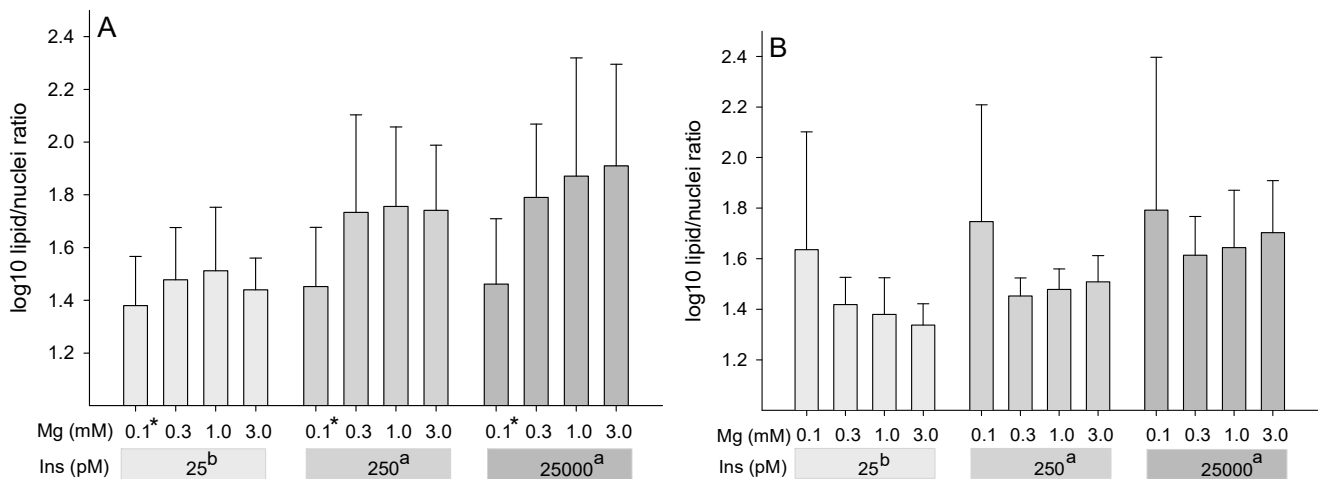 A
log10 lipid/nuclei ratio
2.4
2.2
2.0
1.8
1.6
1.4
1.2
Mg (mM) 0.1* 0.3 1.0 3.0 0.1* 0.3 1.0 3.0 0.1* 0.3 1.0 3.0
Ins (pM) 25b 250a 25000a
B
log10 lipid/nuclei ratio
2.4
2.2
2.0
1.8
1.6
1.4
1.2
Mg (mM) 0.1 0.3 1.0 3.0 0.1 0.3 1.0 3.0 0.1 0.3 1.0 3.0
Ins (pM) 25b 250a 25000a